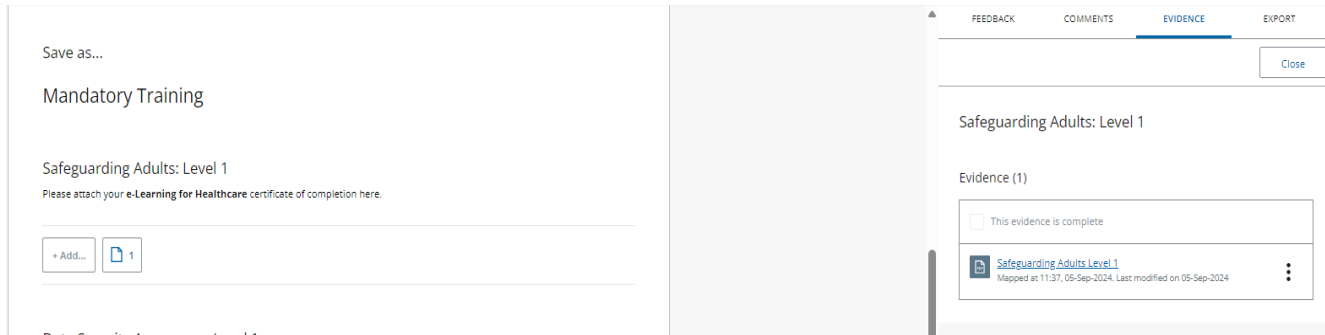 Save as...
Mandatory Training
Safeguarding Adults: Level 1
Please attach your e-Learning for Healthcare certificate of completion here.
+ Add...
1
FEEDBACK COMMENTS EVIDENCE EXPORT
Close
Safeguarding Adults: Level 1
Evidence (1)
This evidence is complete
Safeguarding Adults Level 1
Mapped at 11:37, 05-Sep-2024. Last modified on 05-Sep-2024